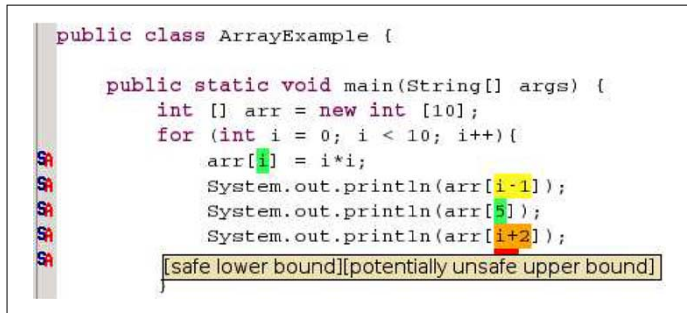 public class ArrayExample {
public static void main(String[] args) {
int [] arr = new int [10];
for (int i = 0; i < 10; i++){
SA arr[i] = i*i;
SA System.out.println(arr[i-1]);
SA System.out.println(arr[5]);
SA System.out.println(arr[i+2]);
SA [safe lower bound][potentially unsafe upper bound]
}